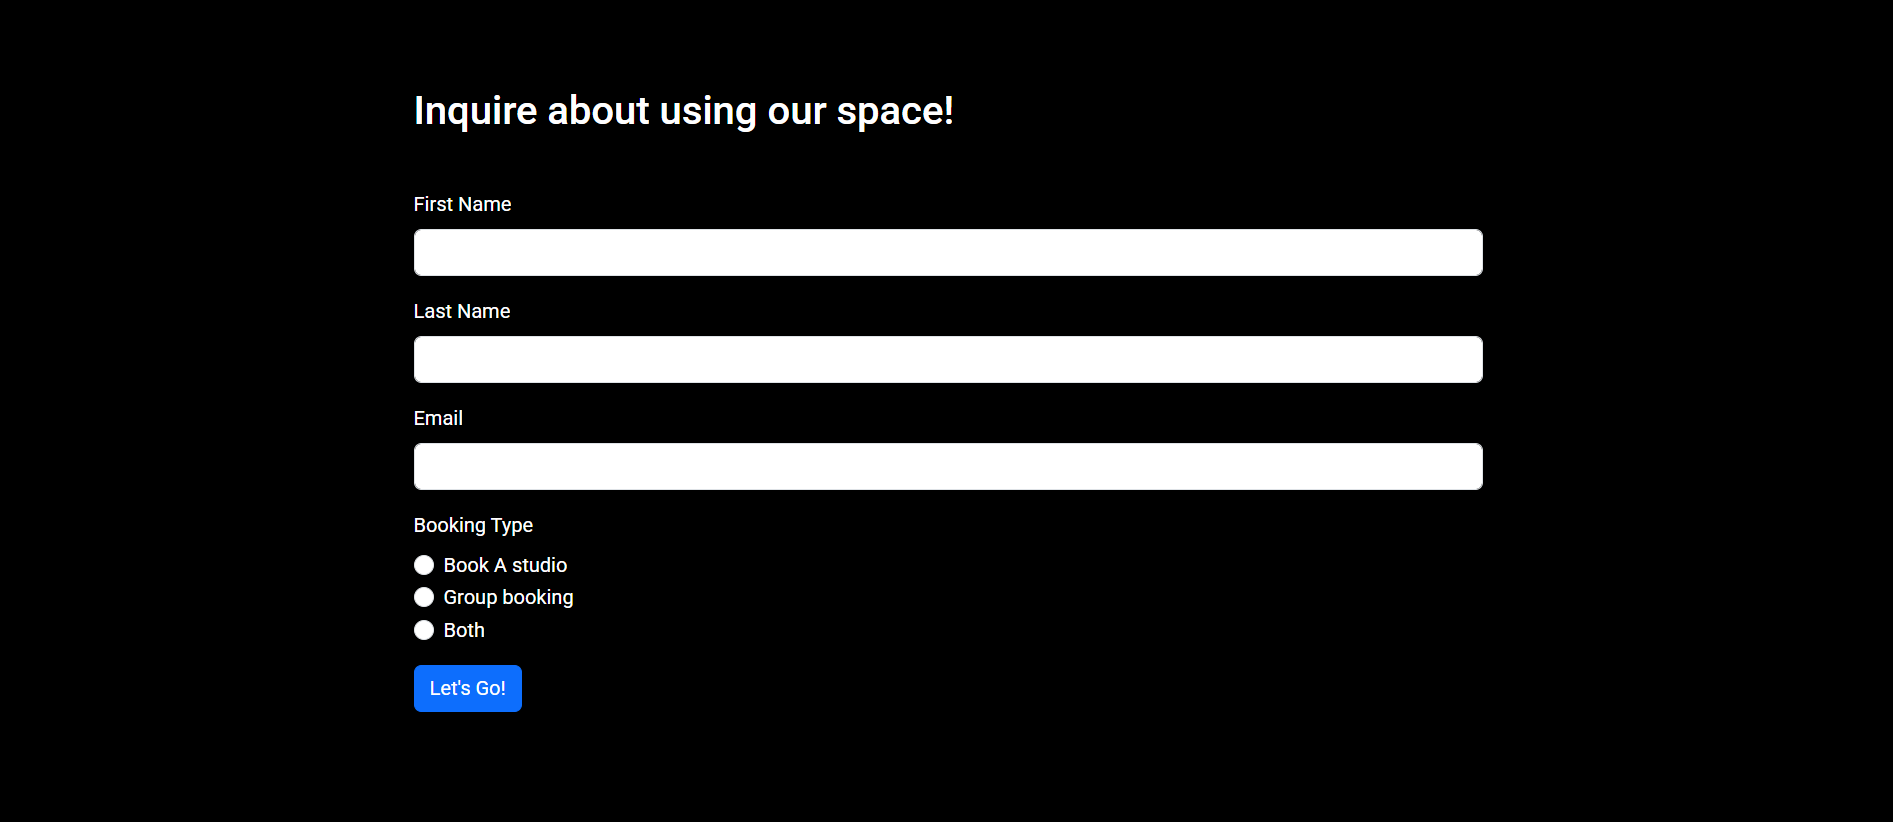 Inquire about using our space!
First Name
Last Name
Email
Booking Type
Book A studio
Group booking
Both
Let's Go!